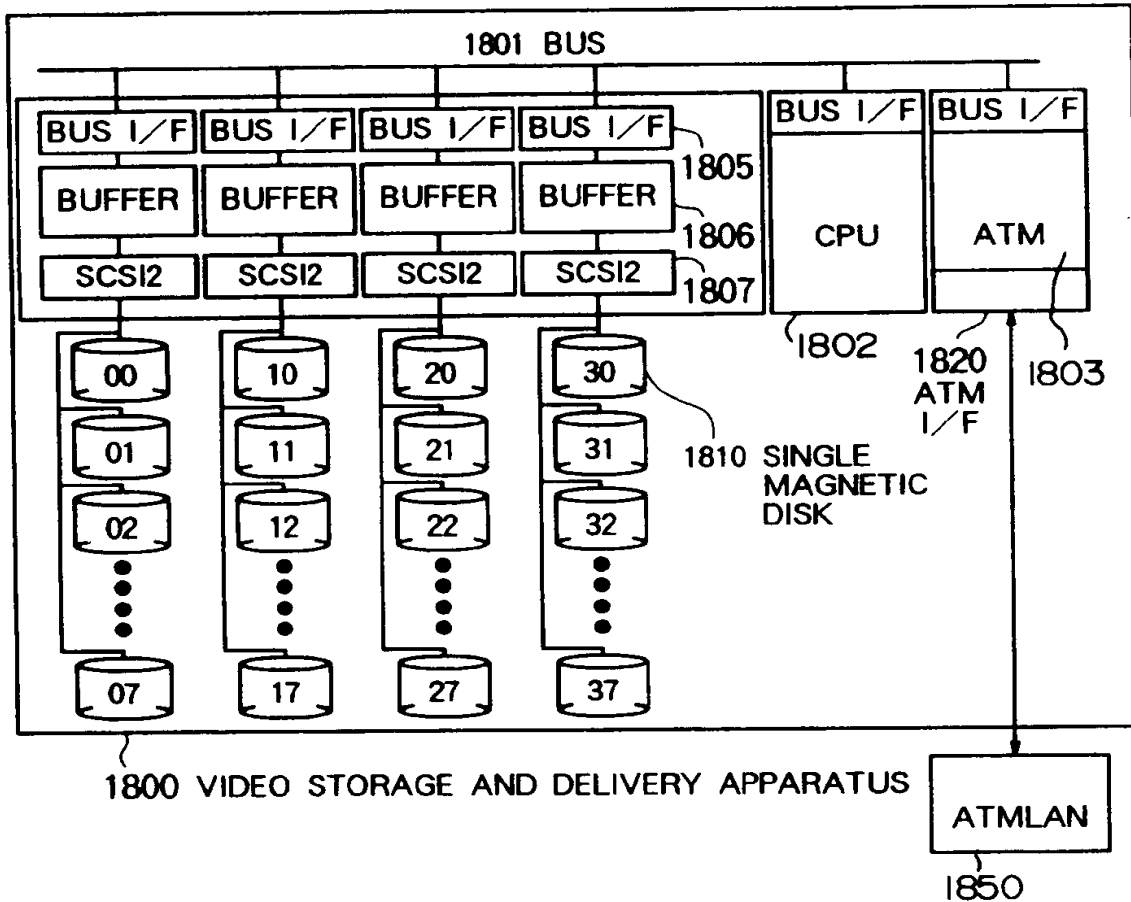 1801 BUS
BUS I/F BUS I/F BUS I/F BUS I/F BUS I/F BUS I/F
1805
BUFFER BUFFER BUFFER BUFFER
1806
CPU ATM
SCSI2 SCSI2 SCSI2 SCSI2
1807
1802
1820
ATM
I/F
1803
00 10 20 30
01 11 21 31
1810 SINGLE
MAGNETIC
DISK
02 12 22 32
07 17 27 37
1800 VIDEO STORAGE AND DELIVERY APPARATUS
ATMLAN
1850